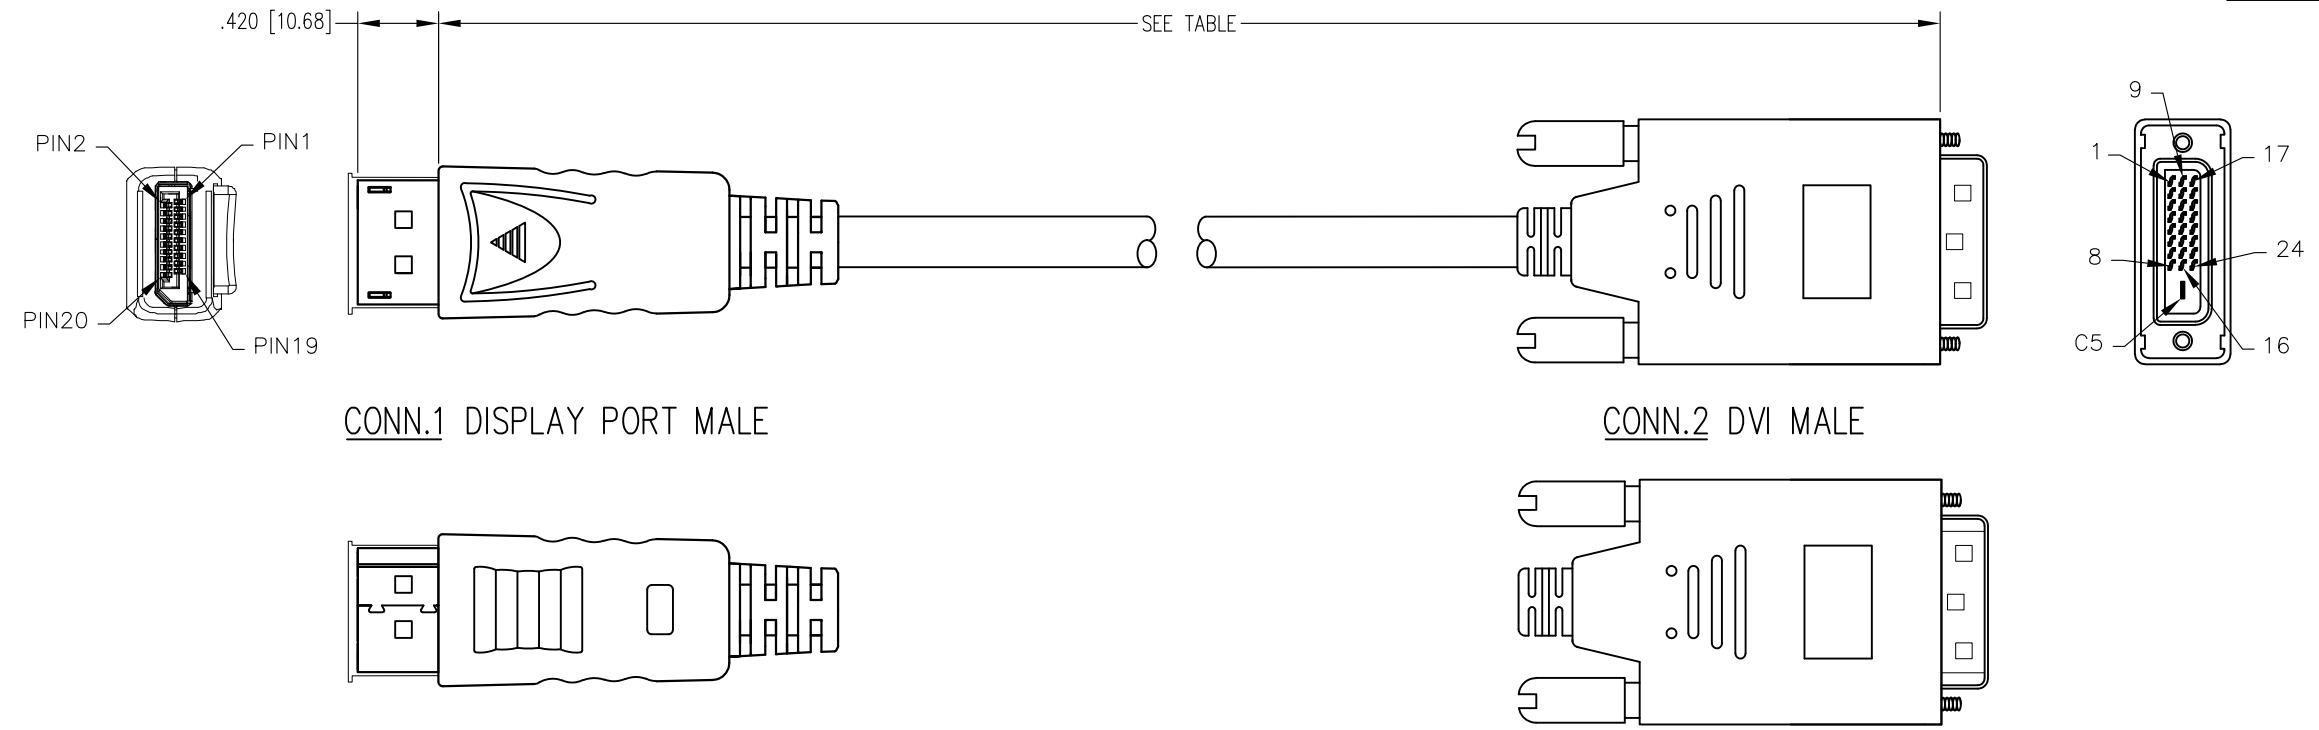 .420 [10.68]
SEE TABLE
PIN2
PIN1
PIN20
PIN19
9
1
17
8
24
C5
16
CONN.1 DISPLAY PORT MALE
CONN.2 DVI MALE